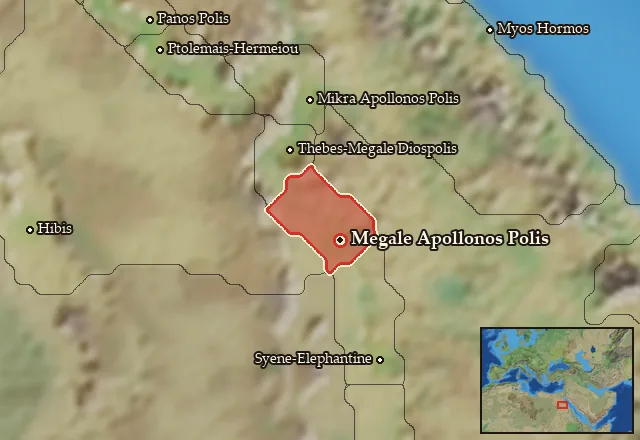 Panos Polis
Myos Hormos
Ptolemais-Hermeiou
Mikra Apollonos Polis
Thebes-Megale Diospolis
Hibis
Megale Apollonos Polis
Syene-Elephantine